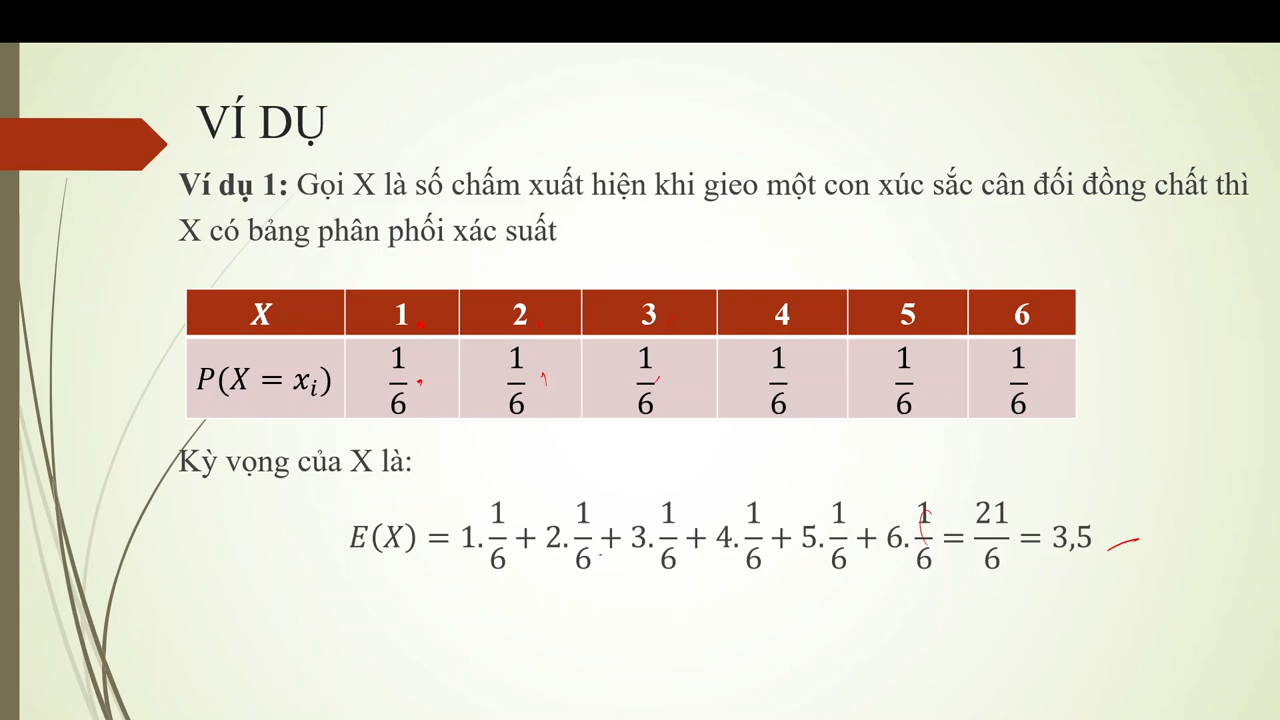 VÍ DỤ
Ví dụ 1: Gọi X là số chấm xuất hiện khi gieo một con xúc sắc cân đối đồng chất thì
X có bảng phân phối xác suất
X 1 2 3 4 5 6
P(X = xᵢ) 1/6 1/6 1/6 1/6 1/6 1/6
Kỳ vọng của X là:
E(X) = 1.1/6 + 2.1/6 + 3.1/6 + 4.1/6 + 5.1/6 + 6.1/6 = 21/6 = 3,5